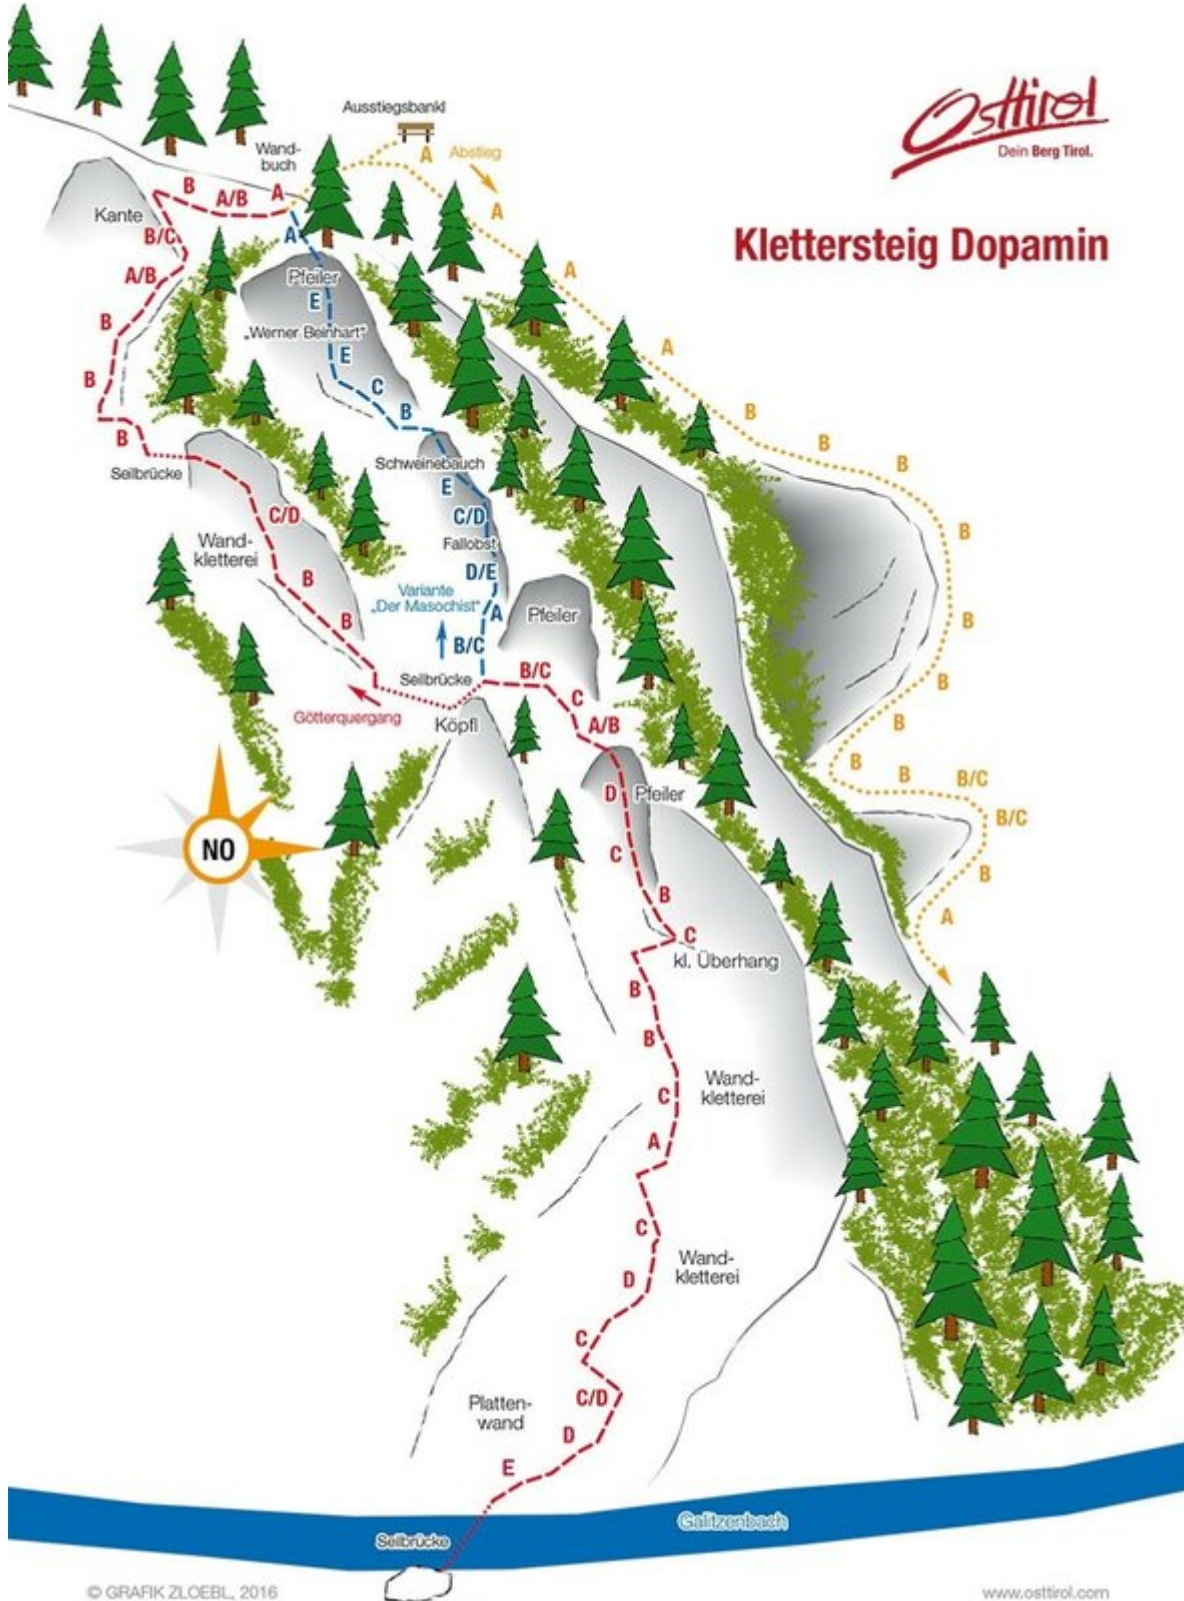 Ausstiegsbankl
Osttirol
Dein Berg Tirol.
Wand-
buch
A
Abstieg
A
B
A/B
A
Kante
Klettersteig Dopamin
B/C
A
A/B
Pfeiler
A
E
B
„Werner Beinhart“
E
A
B
C
B
B
B
B
B
Seilbrücke
Schweinebauch
E
C/D
C/D
Wand-
kletterei
Fallobst
B
D/E
B
Variante
„Der Masochist“
A
Pfeiler
B
B
B/C
Seilbrücke
B/C
C
B
Götterquergang
Köpfl
A/B
B
B
B
B/C
D
Pfeiler
B/C
NO
C
B
B
A
C
kl. Überhang
B
B
Wand-
kletterei
C
A
C
Wand-
kletterei
D
C
C/D
Platten-
wand
D
E
Galitzenbach
Seilbrücke
© GRAFIK ZLOEBL, 2016
www.osttirol.com